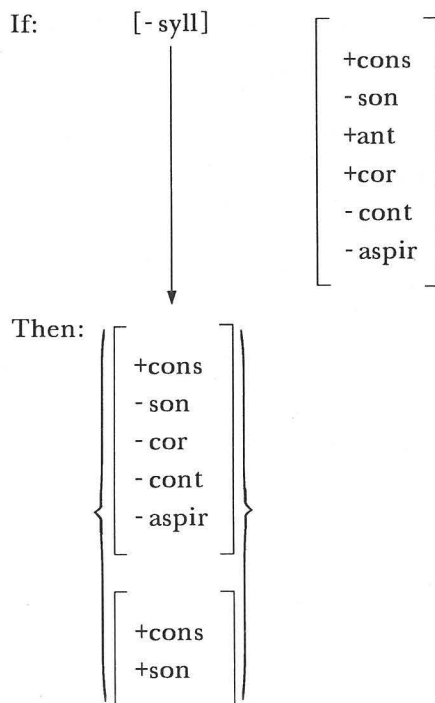 If: [-syll]
+cons
-son
+ant
+cor
-cont
-aspir
Then:
+cons
-son
-cor
-cont
-aspir
+cons
+son